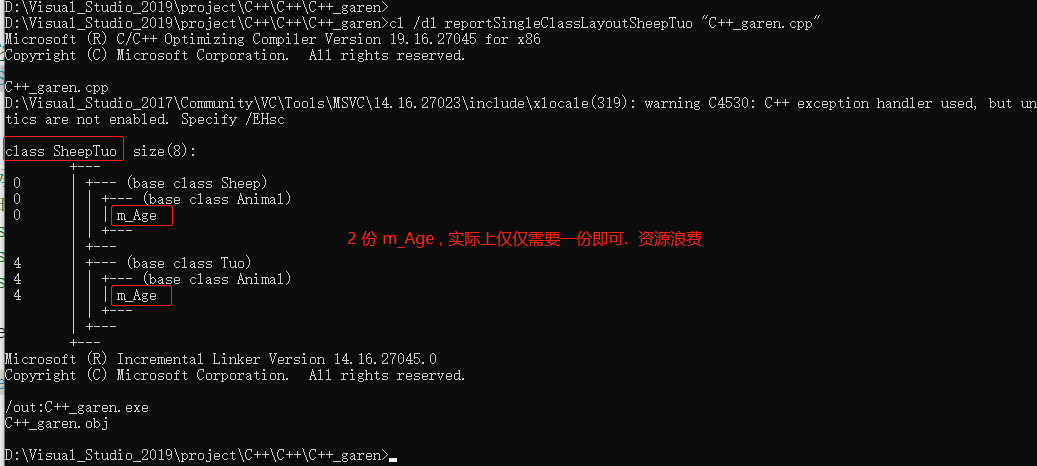 D:\Visual_Studio_2019\project\C++\C++\C++_garen>
D:\Visual_Studio_2019\project\C++\C++\C++_garen>cl /d1 reportSingleClassLayoutSheepTuo "C++_garen.cpp"
Microsoft (R) C/C++ Optimizing Compiler Version 19.16.27045 for x86
Copyright (C) Microsoft Corporation.  All rights reserved.
C++_garen.cpp
D:\Visual_Studio_2017\Community\VC\Tools\MSVC\14.16.27023\include\xlocale(319): warning C4530: C++ exception handler used, but un
tics are not enabled. Specify /EHsc
class SheepTuo  size(8):
        +---
 0      | +--- (base class Sheep)
 0      | | +--- (base class Animal)
 0      | | | m_Age
        | | +---
        | +---
 4      | +--- (base class Tuo)
 4      | | +--- (base class Animal)
 4      | | | m_Age
        | | +---
        | +---
        +---
2 份 m_Age , 实际上仅仅需要一份即可. 资源浪费
Microsoft (R) Incremental Linker Version 14.16.27045.0
Copyright (C) Microsoft Corporation.  All rights reserved.
/out:C++_garen.exe
C++_garen.obj
D:\Visual_Studio_2019\project\C++\C++\C++_garen>